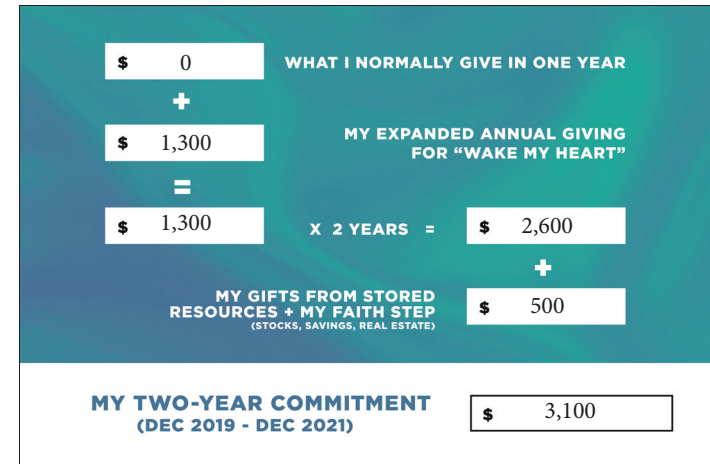 $ 0 WHAT I NORMALLY GIVE IN ONE YEAR
+
$ 1,300 MY EXPANDED ANNUAL GIVING
FOR “WAKE MY HEART”
=
$ 1,300 X 2 YEARS = $ 2,600
+
MY GIFTS FROM STORED
RESOURCES + MY FAITH STEP $ 500
(STOCKS, SAVINGS, REAL ESTATE)
MY TWO-YEAR COMMITMENT
(DEC 2019 - DEC 2021) $ 3,100